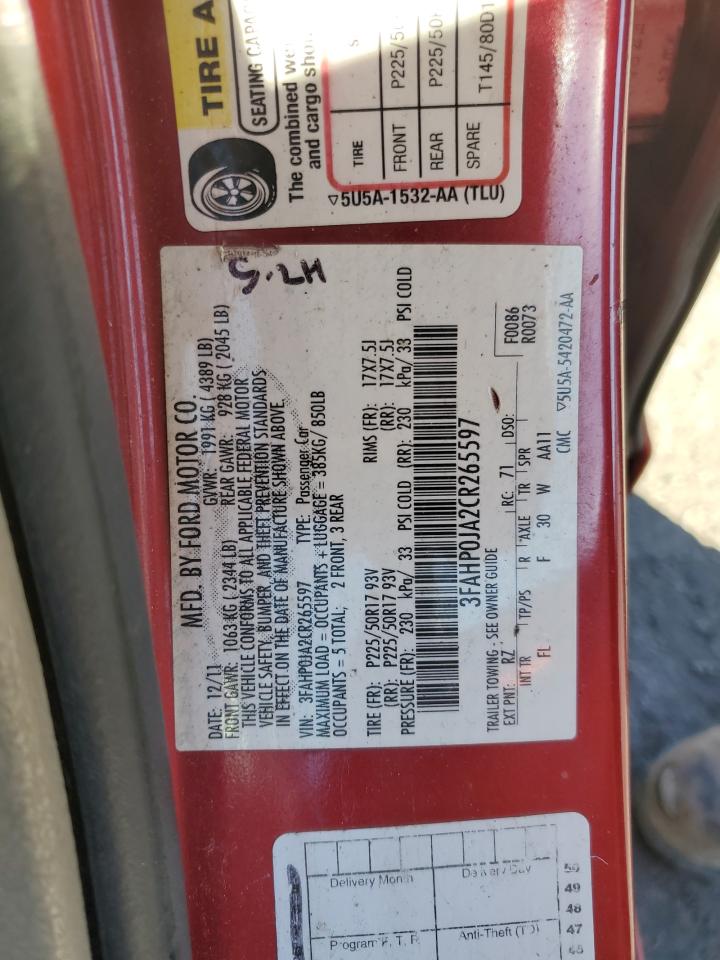 TIRE A
SEATING CAPAC
The combined we
and cargo shou
TIRE S
FRONT P225/50
REAR P225/50R
SPARE T145/80D1
▽5U5A-1532-AA (TLU)
5.2H
MFD. BY FORD MOTOR CO.
DATE: 12/11 GVWR: 1991 KG ( 4389 LB)
FRONT GAWR: 1063 KG ( 2344 LB) REAR GAWR: 928 KG ( 2045 LB)
THIS VEHICLE CONFORMS TO ALL APPLICABLE FEDERAL MOTOR
VEHICLE SAFETY, BUMPER, AND THEFT PREVENTION STANDARDS
IN EFFECT ON THE DATE OF MANUFACTURE SHOWN ABOVE.
VIN: 3FAHP0JA2CR265597 TYPE: Passenger Car
MAXIMUM LOAD = OCCUPANTS + LUGGAGE = 385KG/ 850LB
OCCUPANTS = 5 TOTAL; 2 FRONT, 3 REAR
TIRE (FR): P225/50R17 93V RIMS (FR): 17X7.5J
(RR): P225/50R17 93V (RR): 17X7.5J
PRESSURE (FR): 230 kPa/ 33 PSI COLD (RR): 230 kPa/ 33 PSI COLD
3FAHP0JA2CR265597
TRAILER TOWING - SEE OWNER GUIDE
EXT PNT: RZ RC: 71 DSO: F0086
R0073
INT TR TP/PS R AXLE TR SPR
FL F 30 W AA11
CMC ▽5U5A-5420472-AA
Delivery Month Delivery Day
Program P, T, R Anti-Theft (TD)
50
49
48
47